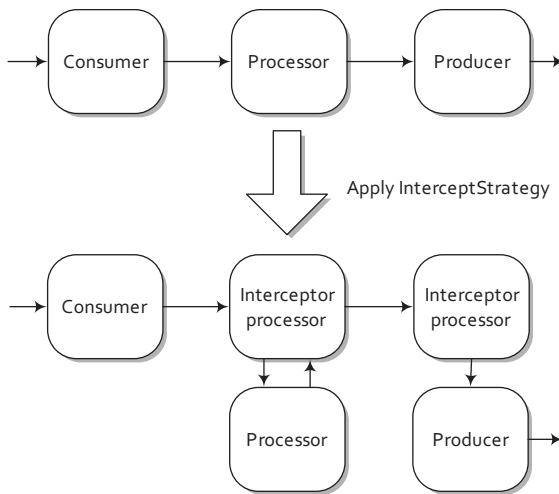 Consumer
Processor
Producer
Apply InterceptStrategy
Consumer
Interceptor
processor
Interceptor
processor
Processor
Producer